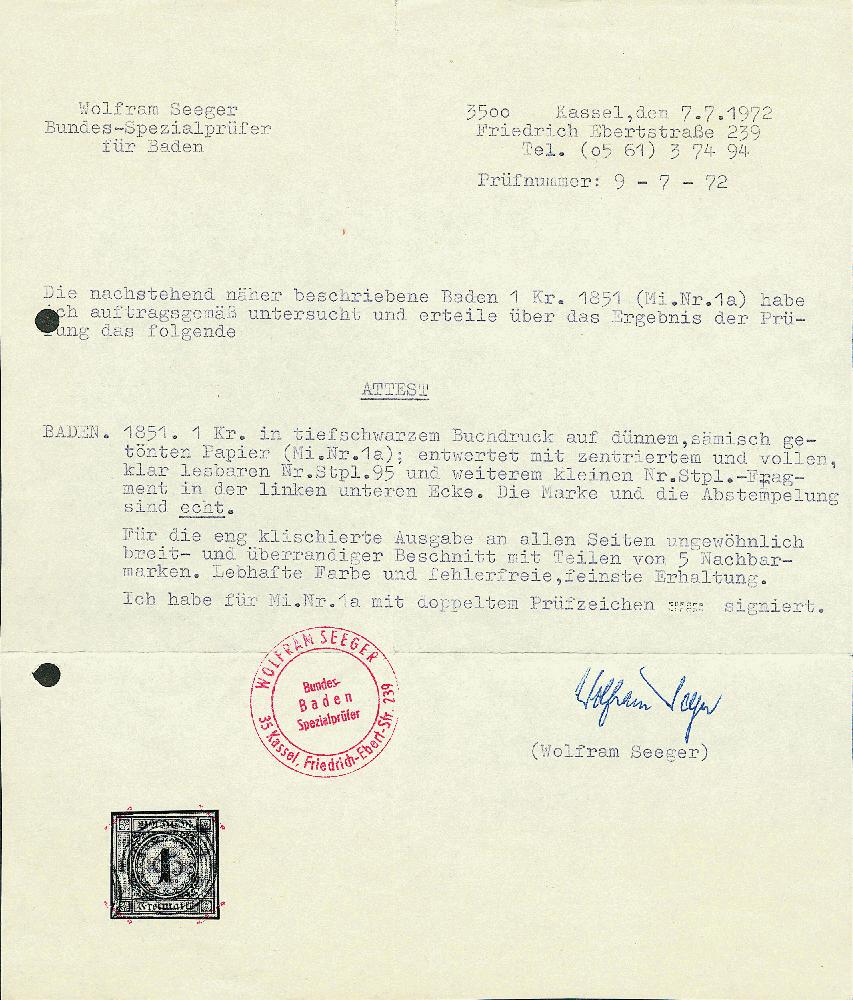 Wolfram Seeger
Bundes-Spezialprüfer
für Baden
3500 Kassel,den 7.7.1972
Friedrich Ebertstraße 239
Tel. (05 61) 3 74 94
Prüfnummer: 9 - 7 - 72
Die nachstehend näher beschriebene Baden 1 Kr. 1851 (Mi.Nr.1a) habe
ich auftragsgemäß untersucht und erteile über das Ergebnis der Prü-
fung das folgende
ATTEST
BADEN. 1851. 1 Kr. in tiefschwarzem Buchdruck auf dünnem,sämisch ge-
tönten Papier (Mi.Nr.1a); entwertet mit zentriertem und vollen,
klar lesbaren Nr.Stpl.95 und weiterem kleinen Nr.Stpl.-Frag-
ment in der linken unteren Ecke. Die Marke und die Abstempelung
sind echt.
Für die eng klischierte Ausgabe an allen Seiten ungewöhnlich
breit- und überrandiger Beschnitt mit Teilen von 5 Nachbar-
marken. Lebhafte Farbe und fehlerfreie,feinste Erhaltung.
Ich habe für Mi.Nr.1a mit doppeltem Prüfzeichen signiert.
WOLFRAM SEEGER
Bundes-
Baden
Spezialprüfer
35 Kassel, Friedrich-Ebert-Str. 239
Wolfram Seeger
(Wolfram Seeger)
1
Freimarke